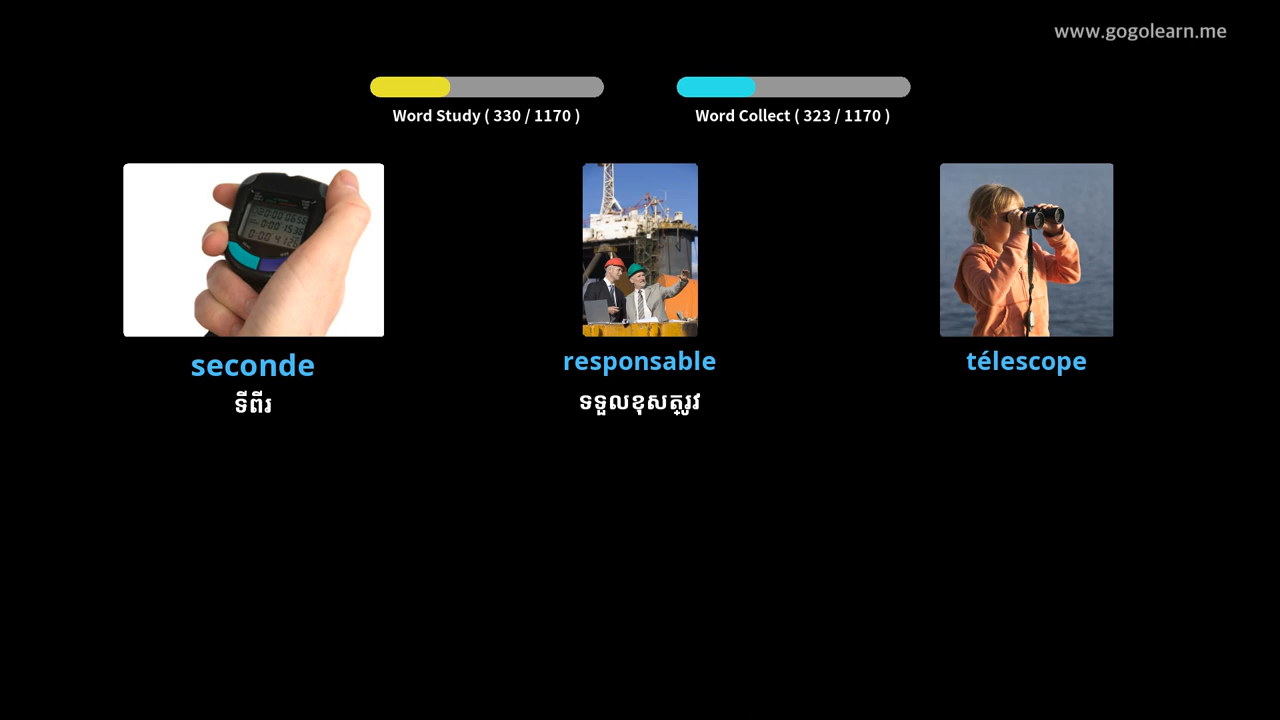 www.gogolearn.me
Word Study ( 330 / 1170 )
Word Collect ( 323 / 1170 )
seconde
responsable
télescope
ទីពីរ
ទទួលខុសត្រូវ